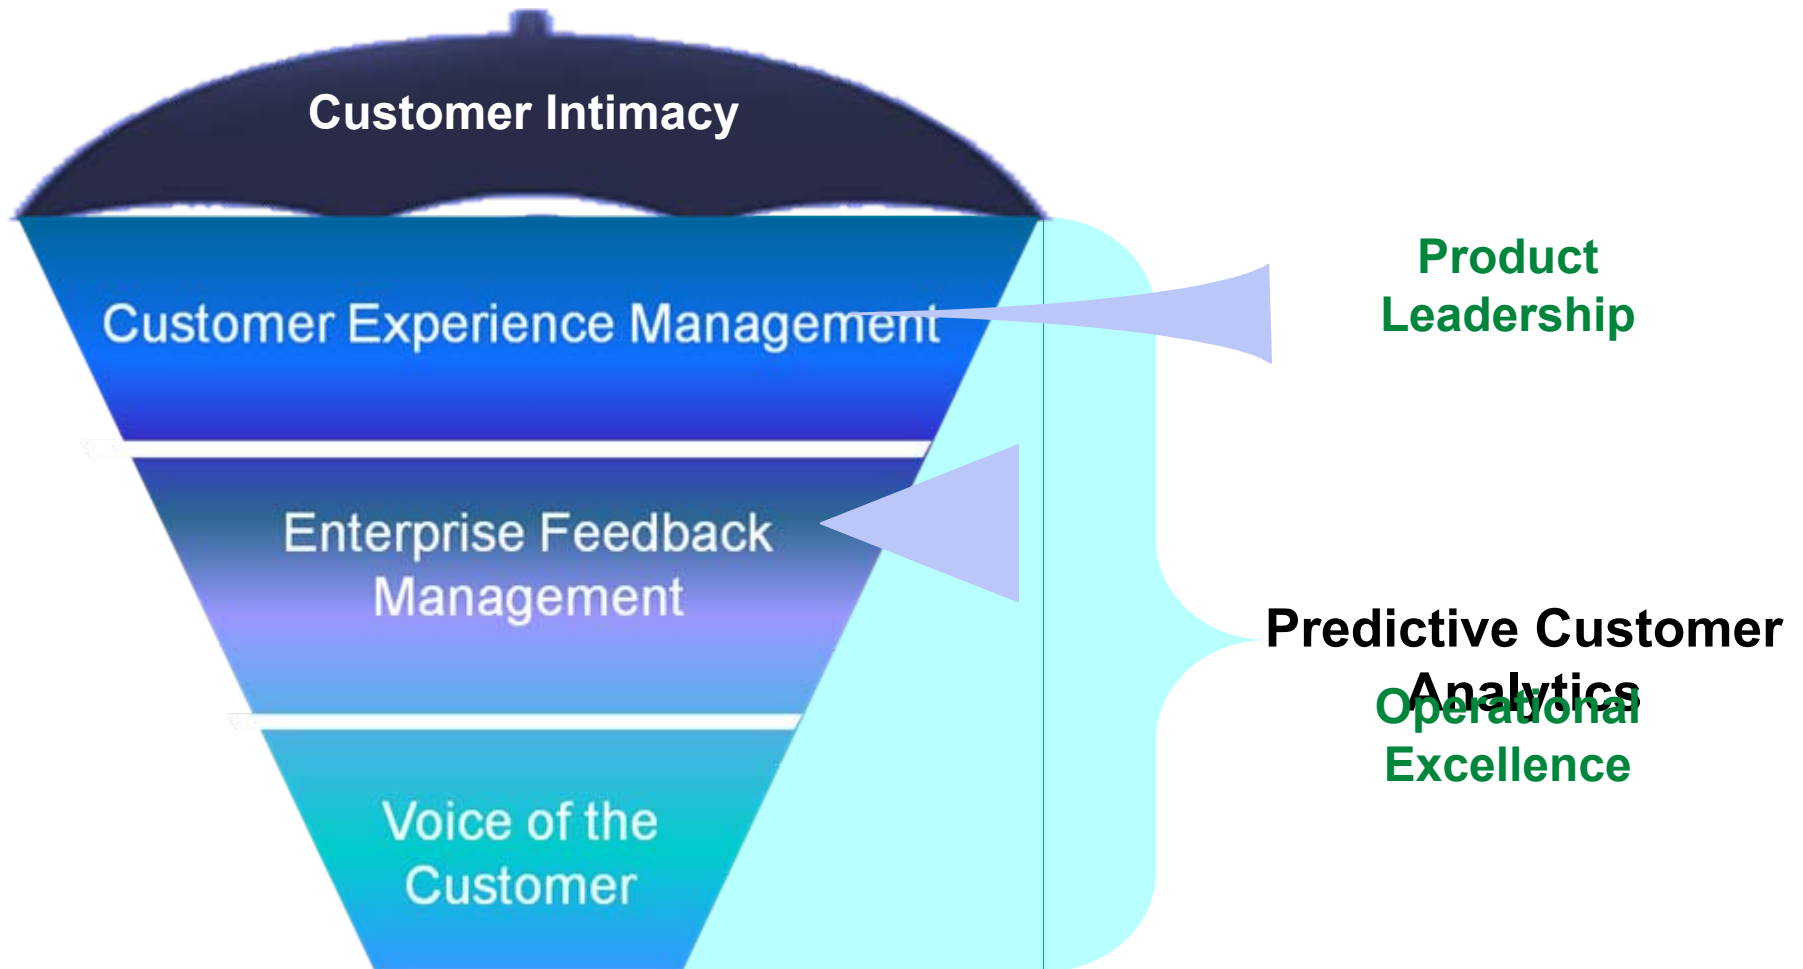 Customer Intimacy
Customer Experience Management
Enterprise Feedback
Management
Voice of the
Customer
Product
Leadership
Predictive Customer
Analytics
Operational
Excellence